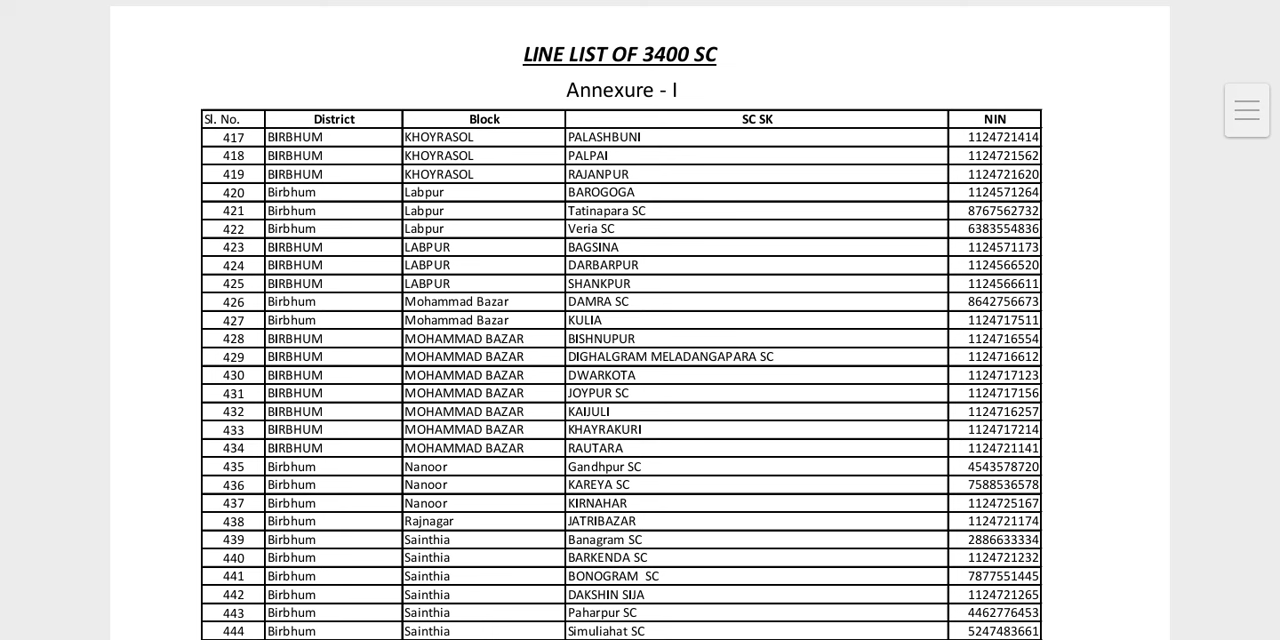 LINE LIST OF 3400 SC
Annexure - I
Sl. No. District Block SC SK NIN
417 BIRBHUM KHOYRASOL PALASHBUNI 1124721414
418 BIRBHUM KHOYRASOL PALPAI 1124721562
419 BIRBHUM KHOYRASOL RAJANPUR 1124721620
420 Birbhum Labpur BAROGOGA 1124571264
421 Birbhum Labpur Tatinapara SC 8767562732
422 Birbhum Labpur Veria SC 6383554836
423 BIRBHUM LABPUR BAGSINA 1124571173
424 BIRBHUM LABPUR DARBARPUR 1124566520
425 BIRBHUM LABPUR SHANKPUR 1124566611
426 Birbhum Mohammad Bazar DAMRA SC 8642756673
427 Birbhum Mohammad Bazar KULIA 1124717511
428 BIRBHUM MOHAMMAD BAZAR BISHNUPUR 1124716554
429 BIRBHUM MOHAMMAD BAZAR DIGHALGRAM MELADANGAPARA SC 1124716612
430 BIRBHUM MOHAMMAD BAZAR DWARKOTA 1124717123
431 BIRBHUM MOHAMMAD BAZAR JOYPUR SC 1124717156
432 BIRBHUM MOHAMMAD BAZAR KAIJULI 1124716257
433 BIRBHUM MOHAMMAD BAZAR KHAYRAKURI 1124717214
434 BIRBHUM MOHAMMAD BAZAR RAUTARA 1124721141
435 Birbhum Nanoor Gandhpur SC 4543578720
436 Birbhum Nanoor KAREYA SC 7588536578
437 Birbhum Nanoor KIRNAHAR 1124725167
438 Birbhum Rajnagar JATRIBAZAR 1124721174
439 Birbhum Sainthia Banagram SC 2886633334
440 Birbhum Sainthia BARKENDA SC 1124721232
441 Birbhum Sainthia BONOGRAM  SC 7877551445
442 Birbhum Sainthia DAKSHIN SIJA 1124721265
443 Birbhum Sainthia Paharpur SC 4462776453
444 Birbhum Sainthia Simuliahat SC 5247483661